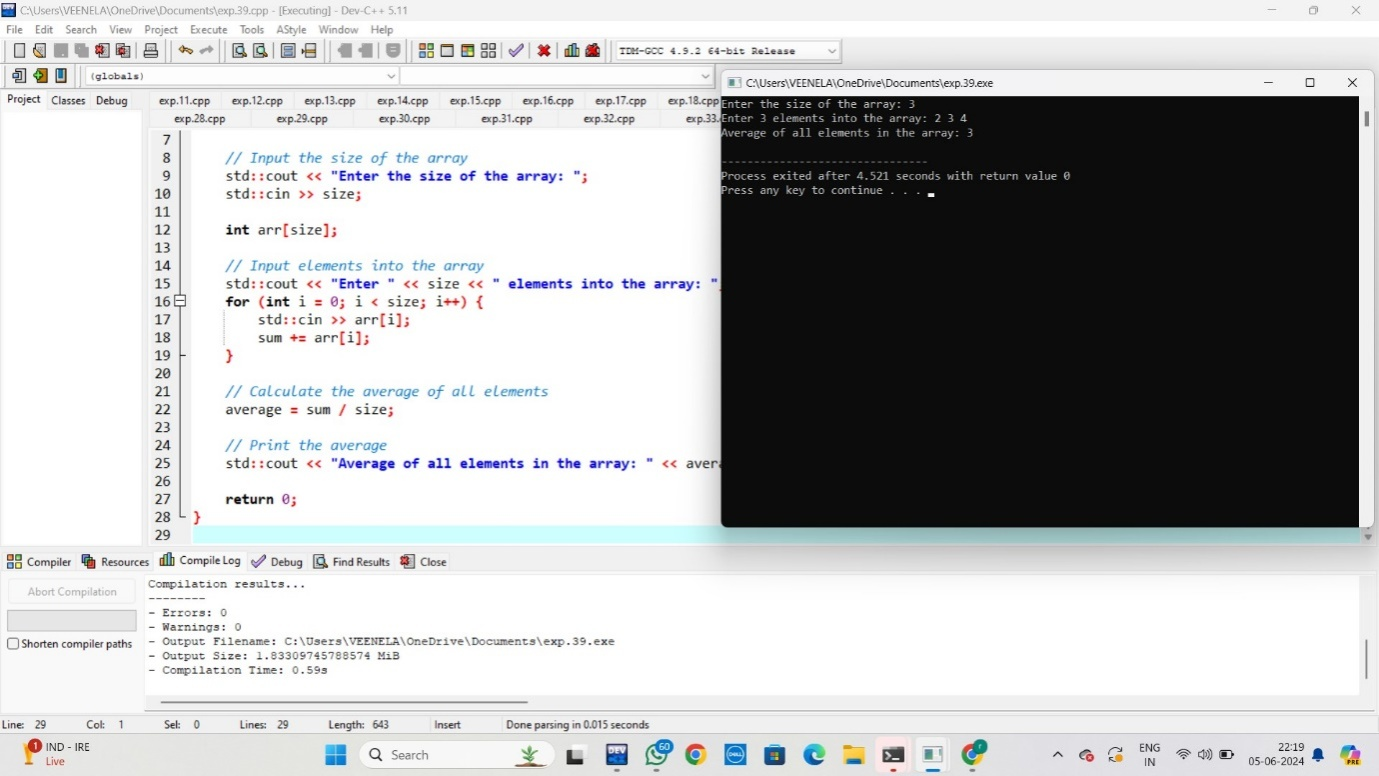 C:\Users\VEENELA\OneDrive\Documents\exp.39.cpp - [Executing] - Dev-C++ 5.11
File Edit Search View Project Execute Tools AStyle Window Help
TDM-GCC 4.9.2 64-bit Release
(globals)
Project Classes Debug
exp.11.cpp exp.12.cpp exp.13.cpp exp.14.cpp exp.15.cpp exp.16.cpp exp.17.cpp exp.18.cpp
exp.28.cpp exp.29.cpp exp.30.cpp exp.31.cpp exp.32.cpp exp.33.
7
8 // Input the size of the array
9 std::cout << "Enter the size of the array: ";
10 std::cin >> size;
11
12 int arr[size];
13
14 // Input elements into the array
15 std::cout << "Enter " << size << " elements into the array: ";
16 for (int i = 0; i < size; i++) {
17 std::cin >> arr[i];
18 sum += arr[i];
19 }
20
21 // Calculate the average of all elements
22 average = sum / size;
23
24 // Print the average
25 std::cout << "Average of all elements in the array: " << avera
26
27 return 0;
28 }
29
C:\Users\VEENELA\OneDrive\Documents\exp.39.exe
Enter the size of the array: 3
Enter 3 elements into the array: 2 3 4
Average of all elements in the array: 3
--------------------------------
Process exited after 4.521 seconds with return value 0
Press any key to continue . . .
Compiler Resources Compile Log Debug Find Results Close
Abort Compilation
Shorten compiler paths
Compilation results...
--------
- Errors: 0
- Warnings: 0
- Output Filename: C:\Users\VEENELA\OneDrive\Documents\exp.39.exe
- Output Size: 1.83309745788574 MiB
- Compilation Time: 0.59s
Line: 29 Col: 1 Sel: 0 Lines: 29 Length: 643 Insert Done parsing in 0.015 seconds
1
IND - IRE
Live
Search
DEV
60
DELL
ENG
IN
22:19
05-06-2024
PRE